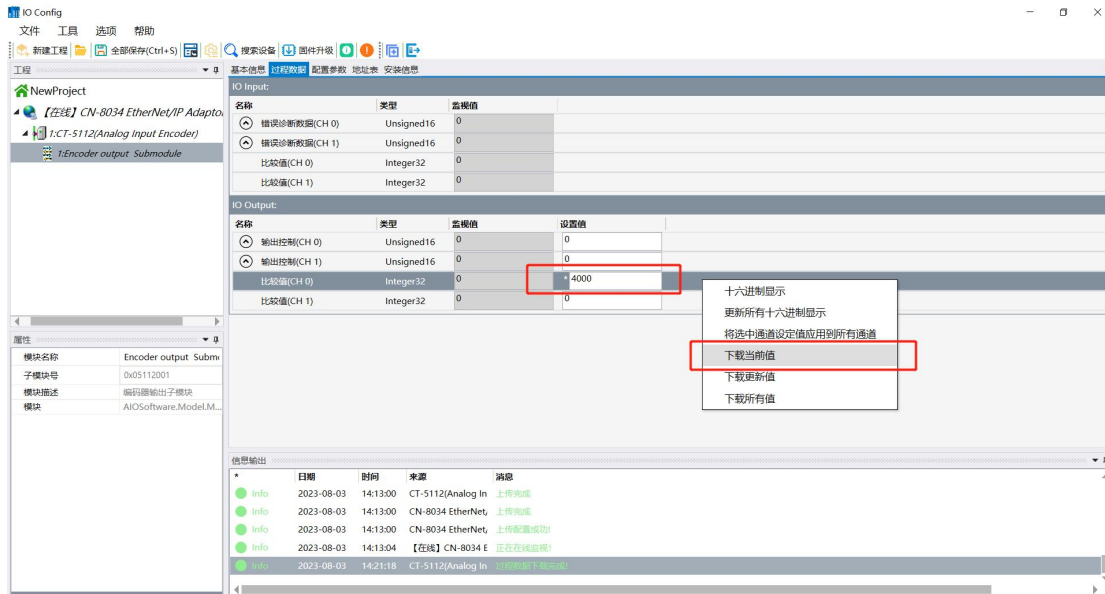 IO Config
文件 工具 选项 帮助
新建工程 全部保存(Ctrl+S) 搜索设备 固件升级
工程
NewProject
【在线】CN-8034 EtherNet/IP Adapto
1:CT-5112(Analog Input Encoder)
1:Encoder output Submodule
基本信息 过程数据 配置参数 地址表 安装信息
IO Input:
名称 类型 监视值
错误诊断数据(CH 0) Unsigned16 0
错误诊断数据(CH 1) Unsigned16 0
比较值(CH 0) Integer32 0
比较值(CH 1) Integer32 0
IO Output:
名称 类型 监视值 设置值
输出控制(CH 0) Unsigned16 0 0
输出控制(CH 1) Unsigned16 0 0
比较值(CH 0) Integer32 0 * 4000
比较值(CH 1) Integer32 0 0
十六进制显示
更新所有十六进制显示
将选中通道设定值应用到所有通道
下载当前值
下载更新值
下载所有值
属性
模块名称 Encoder output Submo
子模块号 0x05112001
模块描述 编码器输出子模块
模块 AIOSoftware.Model.M...
信息输出
* 日期 时间 来源 消息
Info 2023-08-03 14:13:00 CT-5112(Analog In 上传完成
Info 2023-08-03 14:13:00 CN-8034 EtherNet/ 上传完成
Info 2023-08-03 14:13:00 CN-8034 EtherNet/ 上传配置成功!
Info 2023-08-03 14:13:04 【在线】CN-8034 E 正在在线监视!
Info 2023-08-03 14:21:18 CT-5112(Analog In 过程数据下载完成!